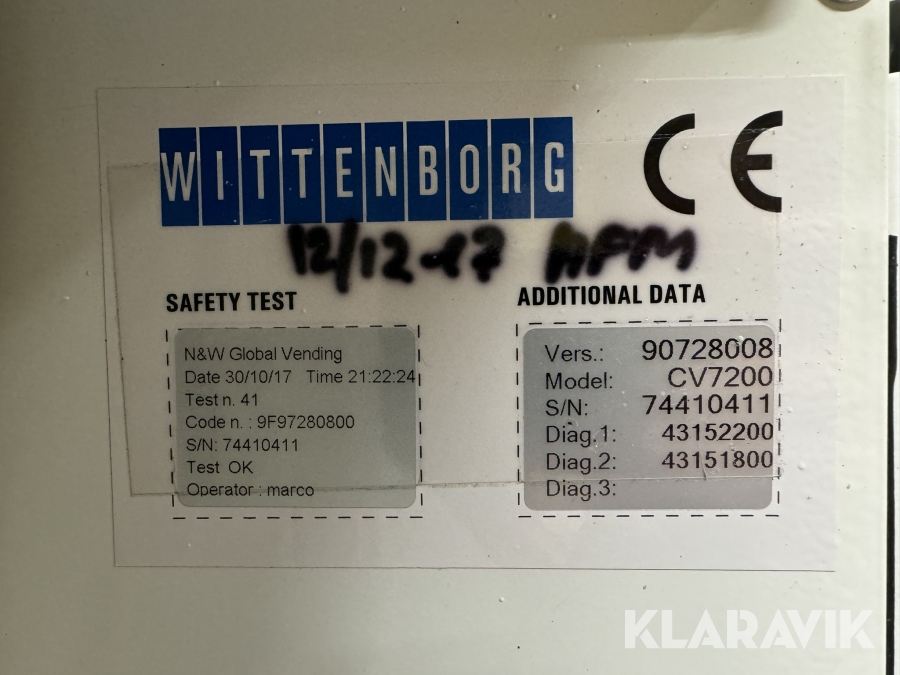 WITTENBORG
CE
12/12-17 MFM
SAFETY TEST
N&W Global Vending
Date 30/10/17 Time 21:22:24
Test n. 41
Code n. : 9F97280800
S/N: 74410411
Test OK
Operator : marco
ADDITIONAL DATA
Vers.: 90728008
Model: CV7200
S/N: 74410411
Diag.1: 43152200
Diag.2: 43151800
Diag.3:
KLARAVIK